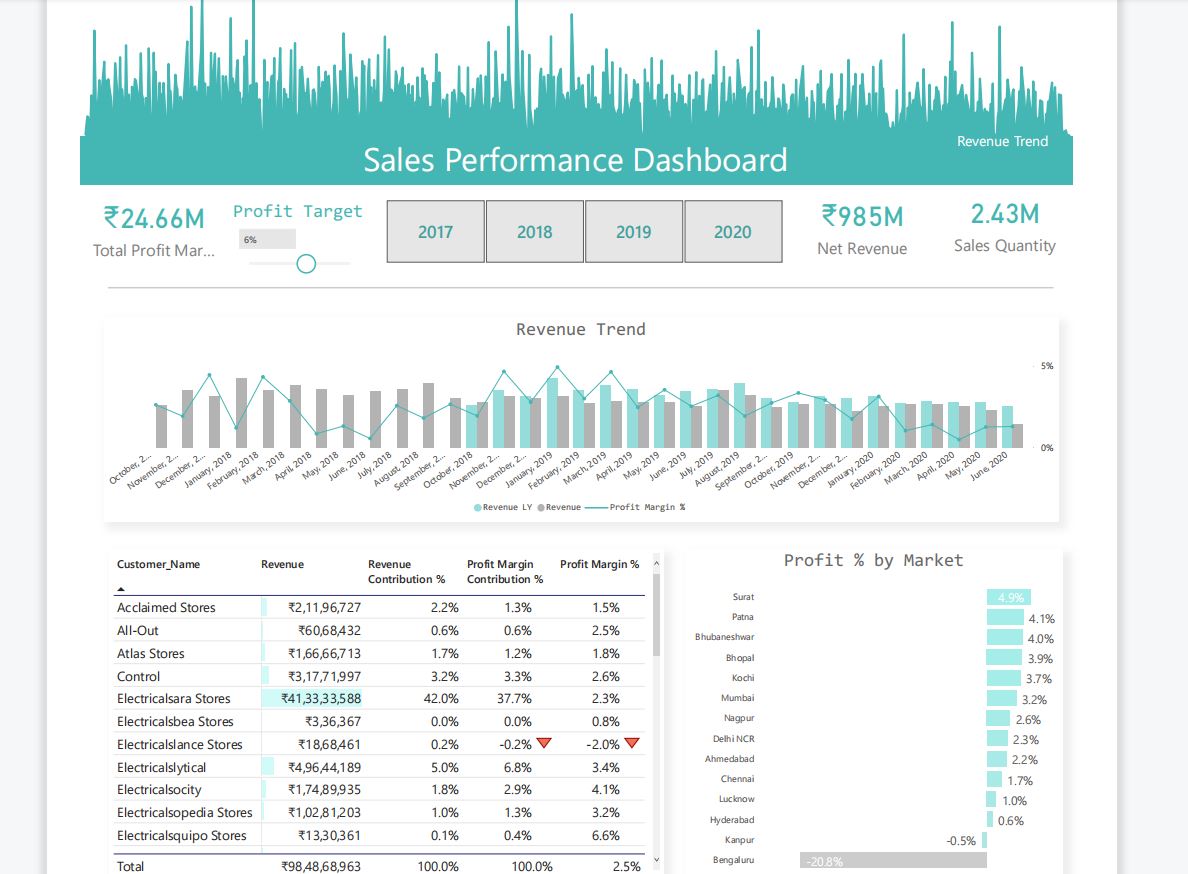 Revenue Trend
Sales Performance Dashboard
₹24.66M
Total Profit Mar...
Profit Target
6%
2017 2018 2019 2020
₹985M
Net Revenue
2.43M
Sales Quantity
Revenue Trend
5%
0%
October, 2... November, 2... December, 2... January, 2018 February, 2018 March, 2018 April, 2018 May, 2018 June, 2018 July, 2018 August, 2018 September, 2... October, 2018 November, 2... December, 2... January, 2019 February, 2019 March, 2019 April, 2019 May, 2019 June, 2019 July, 2019 August, 2019 September, 2... October, 2019 November, 2... December, 2... January, 2020 February, 2020 March, 2020 April, 2020 May, 2020 June, 2020
Revenue LY Revenue Profit Margin %
Customer_Name Revenue Revenue Contribution % Profit Margin Contribution % Profit Margin %
Acclaimed Stores ₹2,11,96,727 2.2% 1.3% 1.5%
All-Out ₹60,68,432 0.6% 0.6% 2.5%
Atlas Stores ₹1,66,66,713 1.7% 1.2% 1.8%
Control ₹3,17,71,997 3.2% 3.3% 2.6%
Electricalsara Stores ₹41,33,33,588 42.0% 37.7% 2.3%
Electricalsbea Stores ₹3,36,367 0.0% 0.0% 0.8%
Electricalslance Stores ₹18,68,461 0.2% -0.2% -2.0%
Electricalslytical ₹4,96,44,189 5.0% 6.8% 3.4%
Electricalsocity ₹1,74,89,935 1.8% 2.9% 4.1%
Electricalsopedia Stores ₹1,02,81,203 1.0% 1.3% 3.2%
Electricalsquipo Stores ₹13,30,361 0.1% 0.4% 6.6%
Total ₹98,48,68,963 100.0% 100.0% 2.5%
Profit % by Market
Surat 4.9%
Patna 4.1%
Bhubaneshwar 4.0%
Bhopal 3.9%
Kochi 3.7%
Mumbai 3.2%
Nagpur 2.6%
Delhi NCR 2.3%
Ahmedabad 2.2%
Chennai 1.7%
Lucknow 1.0%
Hyderabad 0.6%
Kanpur -0.5%
Bengaluru -20.8%